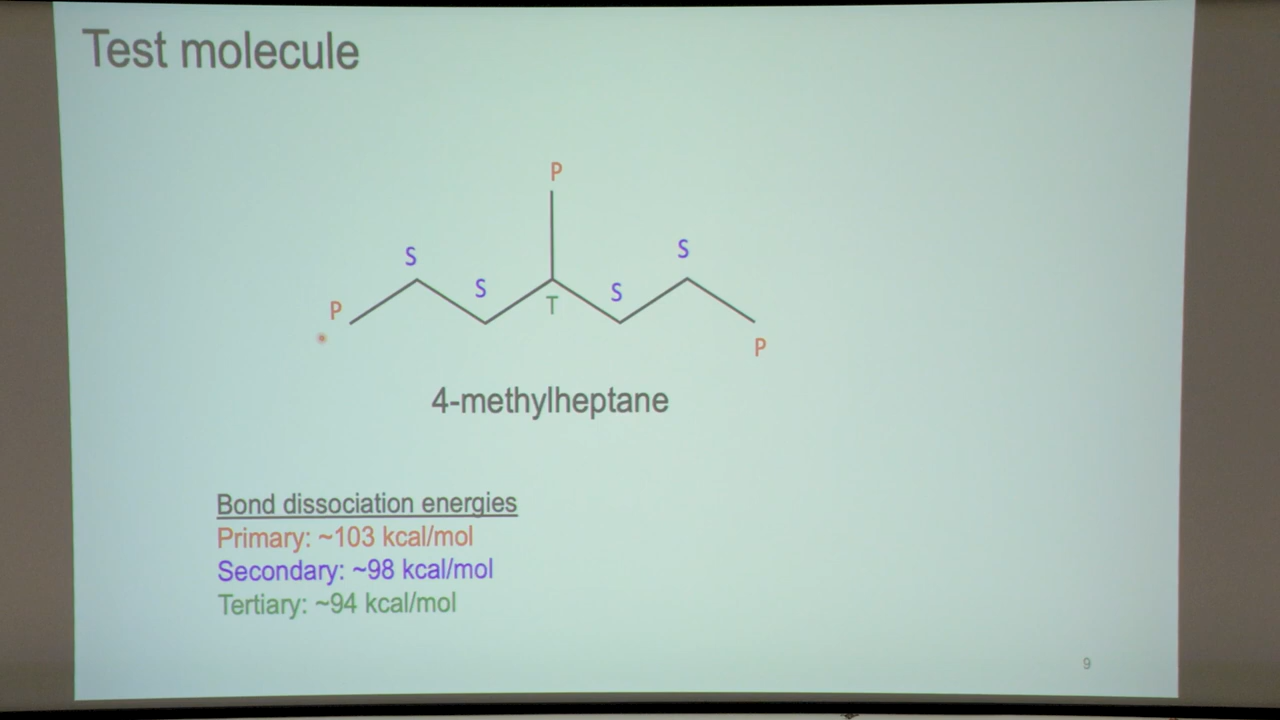 Test molecule
P
S
S
S
S
P
T
P
4-methylheptane
Bond dissociation energies
Primary: ~103 kcal/mol
Secondary: ~98 kcal/mol
Tertiary: ~94 kcal/mol
9